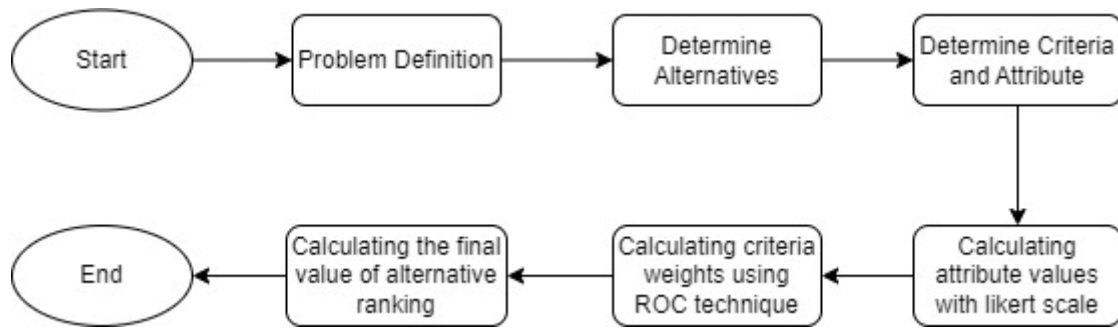 Start
Problem Definition
Determine
Alternatives
Determine Criteria
and Attribute
Calculating
attribute values
with likert scale
Calculating criteria
weights using
ROC technique
Calculating the final
value of alternative
ranking
End